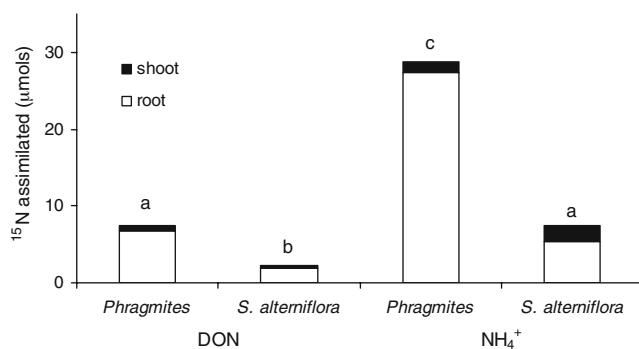 ¹⁵N assimilated (μmols)
30
20
10
0
shoot
root
a
b
c
a
Phragmites S. alterniflora Phragmites S. alterniflora
DON NH₄⁺